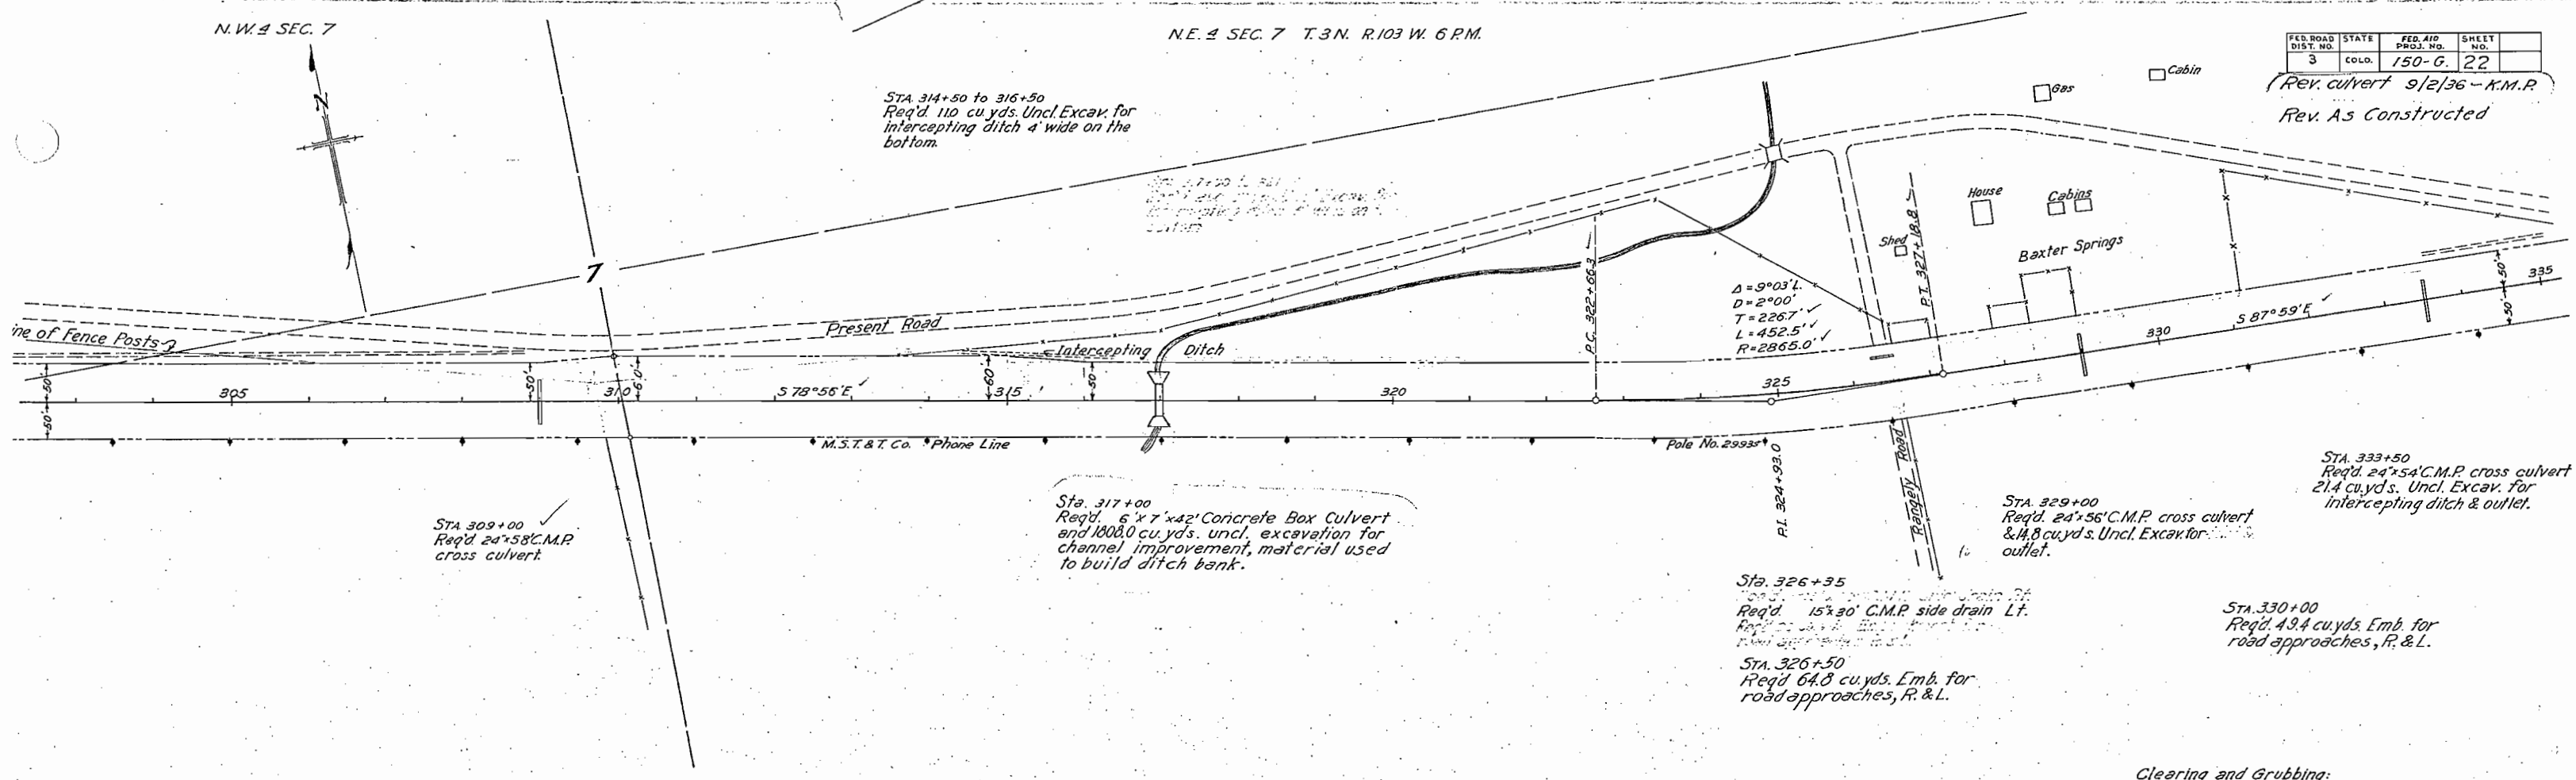 N.W. 4 SEC. 7
N.E. 4 SEC. 7 T. 3 N. R. 103 W. 6 P.M.
FED. ROAD DIST. NO. STATE FED. AID PROJ. NO. SHEET NO.
3 COLO. 150-G. 22
Rev. culvert 9/2/36 - K.M.P.
Rev. As Constructed
STA. 314+50 to 316+50
Req'd. 11.0 cu. yds. Uncl. Excav. for
intercepting ditch 4' wide on the
bottom.
Cabin
Gas
House
Cabins
Shed
Baxter Springs
N
7
Present Road
ine of Fence Posts
Intercepting Ditch
P.C. 322+66.3
P.T. 327+18.8
Δ = 9°03' L.
D = 2°00'
T = 226.7'
L = 452.5'
R = 2865.0'
50'
50'
50'
60'
60'
50'
50'
50'
305
310
S 78°56' E
315
320
325
330
S 87°59' E
335
M.S.T. & T. Co. Phone Line
Pole No. 29935
P.I. 324+93.0
Rangely Road
STA 309+00
Req'd. 24"x58' C.M.P.
cross culvert.
Sta. 317+00
Req'd. 6'x7'x42' Concrete Box Culvert
and 1808.0 cu. yds. uncl. excavation for
channel improvement, material used
to build ditch bank.
STA. 333+50
Req'd. 24"x54' C.M.P. cross culvert
21.4 cu. yds. Uncl. Excav. for
intercepting ditch & outlet.
STA. 329+00
Req'd. 24"x56' C.M.P. cross culvert
& 14.8 cu. yds. Uncl. Excav. for
outlet.
Sta. 326+35
Req'd. 15"x30' C.M.P. side drain Lt.
STA. 326+50
Req'd 64.8 cu. yds. Emb. for
road approaches, R. & L.
STA. 330+00
Req'd. 49.4 cu. yds. Emb. for
road approaches, R. & L.
Clearing and Grubbing: